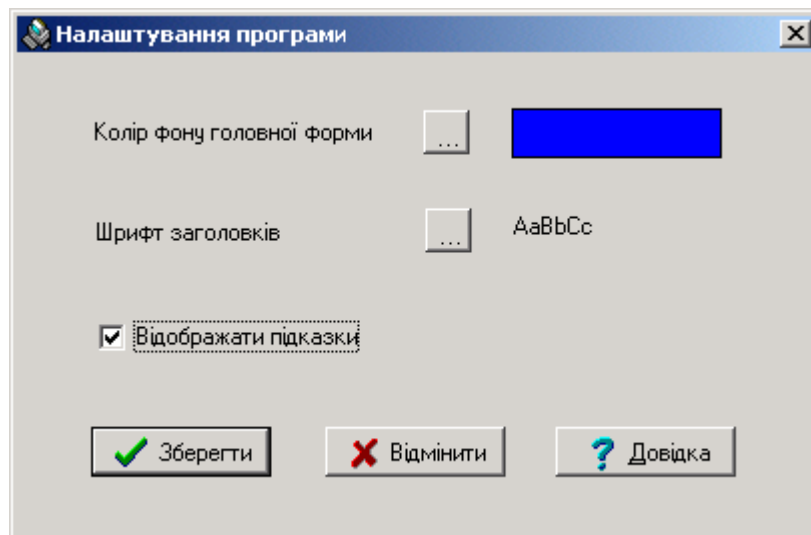 Налаштування програми
Колір фону головної форми ...
Шрифт заголовків ... AaBbCc
Відображати підказки
Зберегти Відмінити Довідка